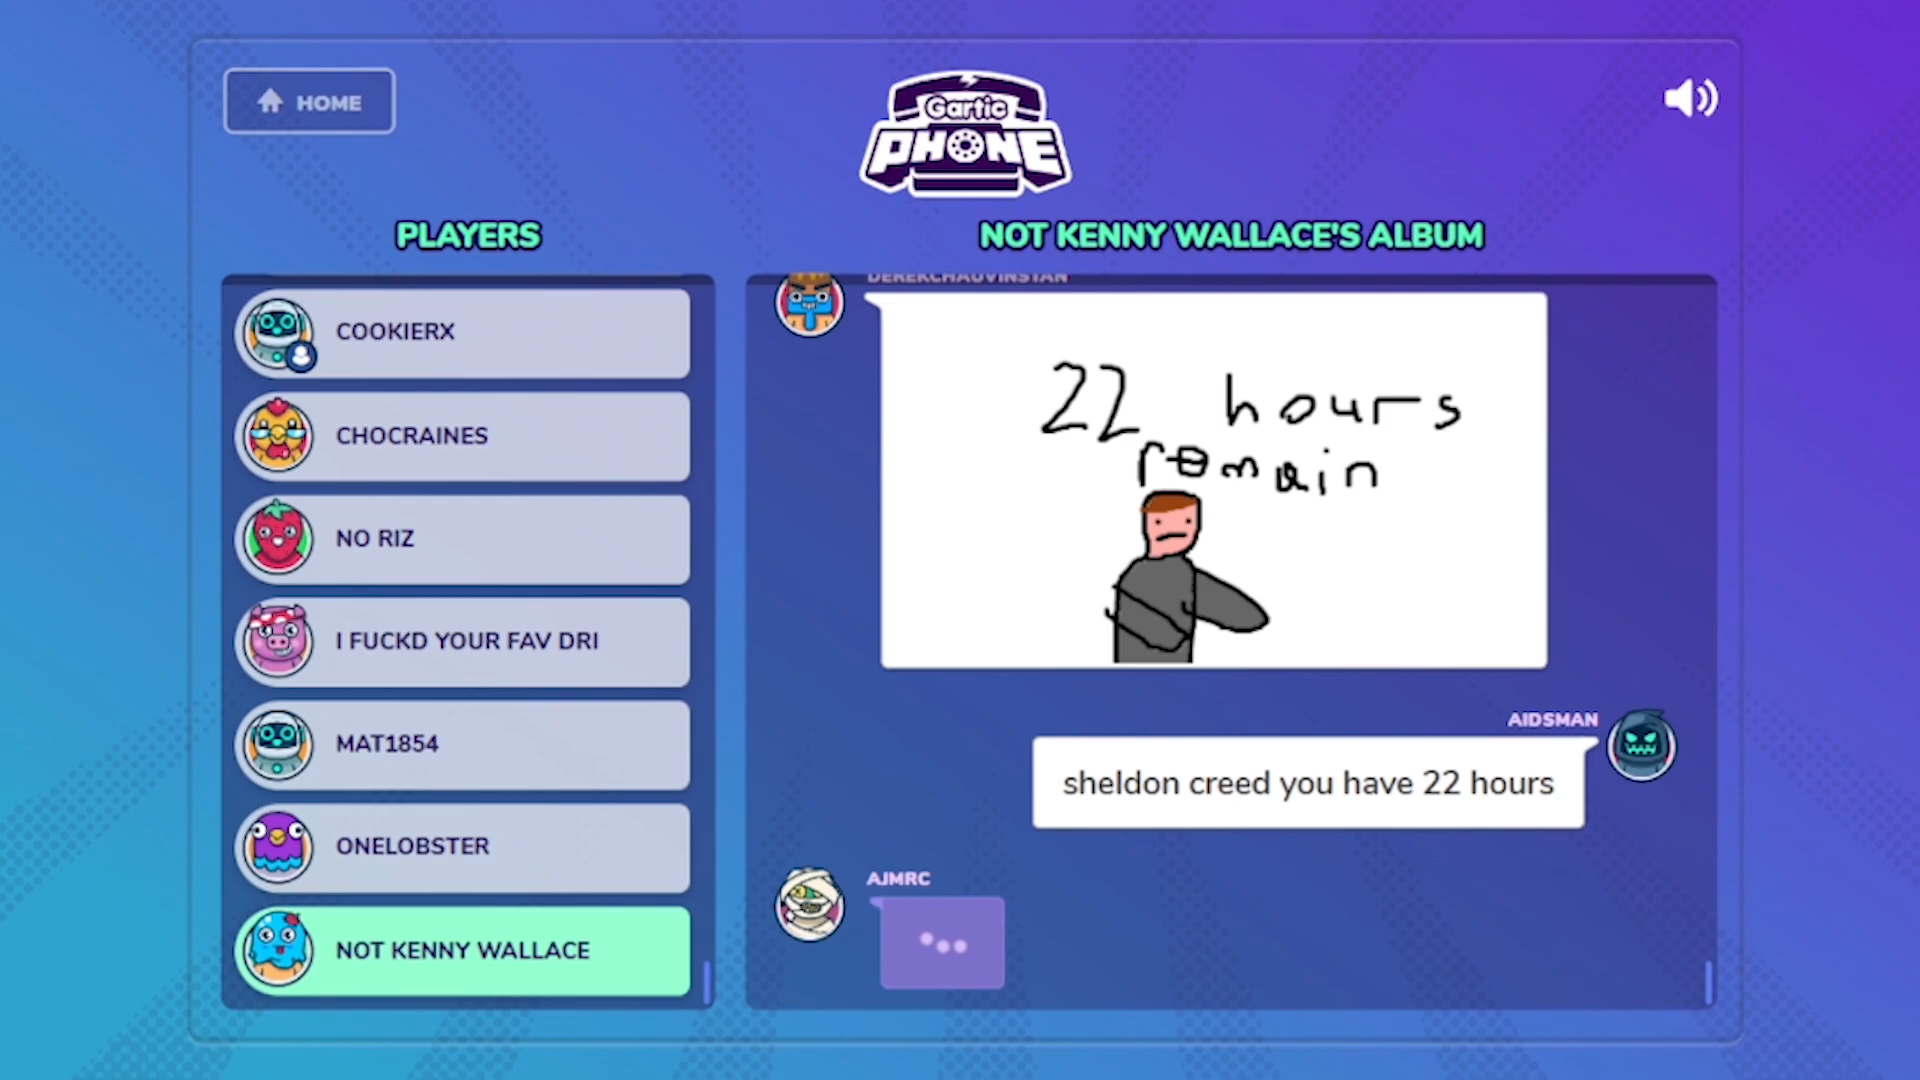 HOME
Gartic
PHONE
PLAYERS
COOKIERX
CHOCRAINES
NO RIZ
I FUCKD YOUR FAV DRI
MAT1854
ONELOBSTER
NOT KENNY WALLACE
NOT KENNY WALLACE'S ALBUM
DEREKCHAUVINSTAN
22 hours
remain
AIDSMAN
sheldon creed you have 22 hours
AJMRC